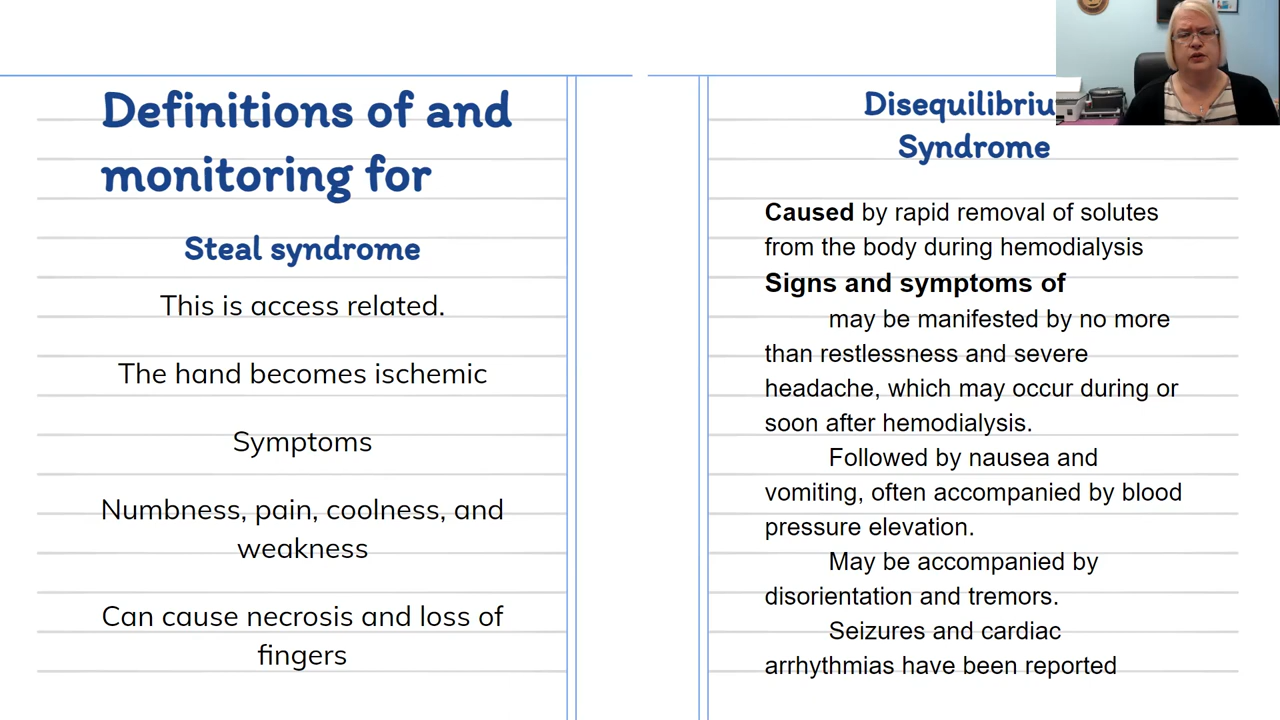 Definitions of and
monitoring for
Steal syndrome
This is access related.
The hand becomes ischemic
Symptoms
Numbness, pain, coolness, and
weakness
Can cause necrosis and loss of
fingers
Disequilibriu
Syndrome
Caused by rapid removal of solutes
from the body during hemodialysis
Signs and symptoms of
may be manifested by no more
than restlessness and severe
headache, which may occur during or
soon after hemodialysis.
Followed by nausea and
vomiting, often accompanied by blood
pressure elevation.
May be accompanied by
disorientation and tremors.
Seizures and cardiac
arrhythmias have been reported